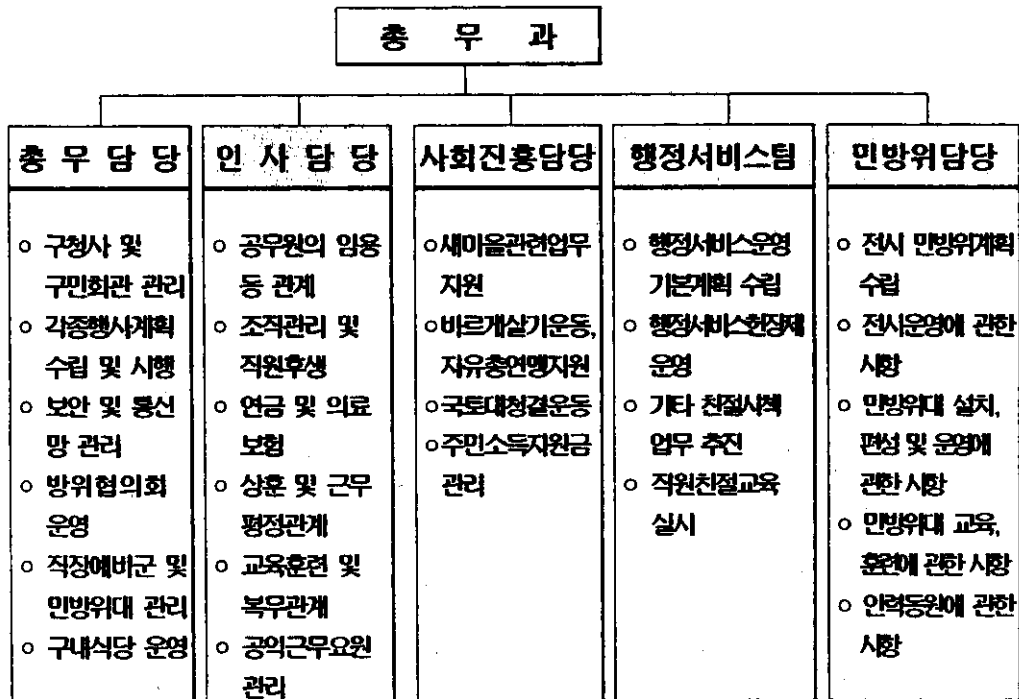 총 무 과
총 무 담 당
○ 구청사 및
구민회관 관리
○ 각종행사계획
수립 및 시행
○ 보안 및 통신
망 관리
○ 방위협의회
운영
○ 직장예비군 및
민방위대 관리
○ 구내식당 운영
인 사 담 당
○ 공무원의 임용
등 관계
○ 조직관리 및
직원후생
○ 연금 및 의료
보험
○ 상훈 및 근무
평정관계
○ 교육훈련 및
복무관계
○ 공익근무요원
관리
사회진흥담당
○ 새마을관련업무
지원
○ 바르게살기운동,
자유총연맹지원
○ 국토대청결운동
○ 주민소득지원금
관리
행정서비스팀
○ 행정서비스운영
기본계획 수립
○ 행정서비스헌장제
운영
○ 기타 친절시책
업무 추진
○ 직원친절교육
실시
민방위담당
○ 전시 민방위계획
수립
○ 전시운영에 관한
사항
○ 민방위대 설치,
편성 및 운영에
관한 사항
○ 민방위대 교육,
훈련에 관한 사항
○ 인력동원에 관한
사항